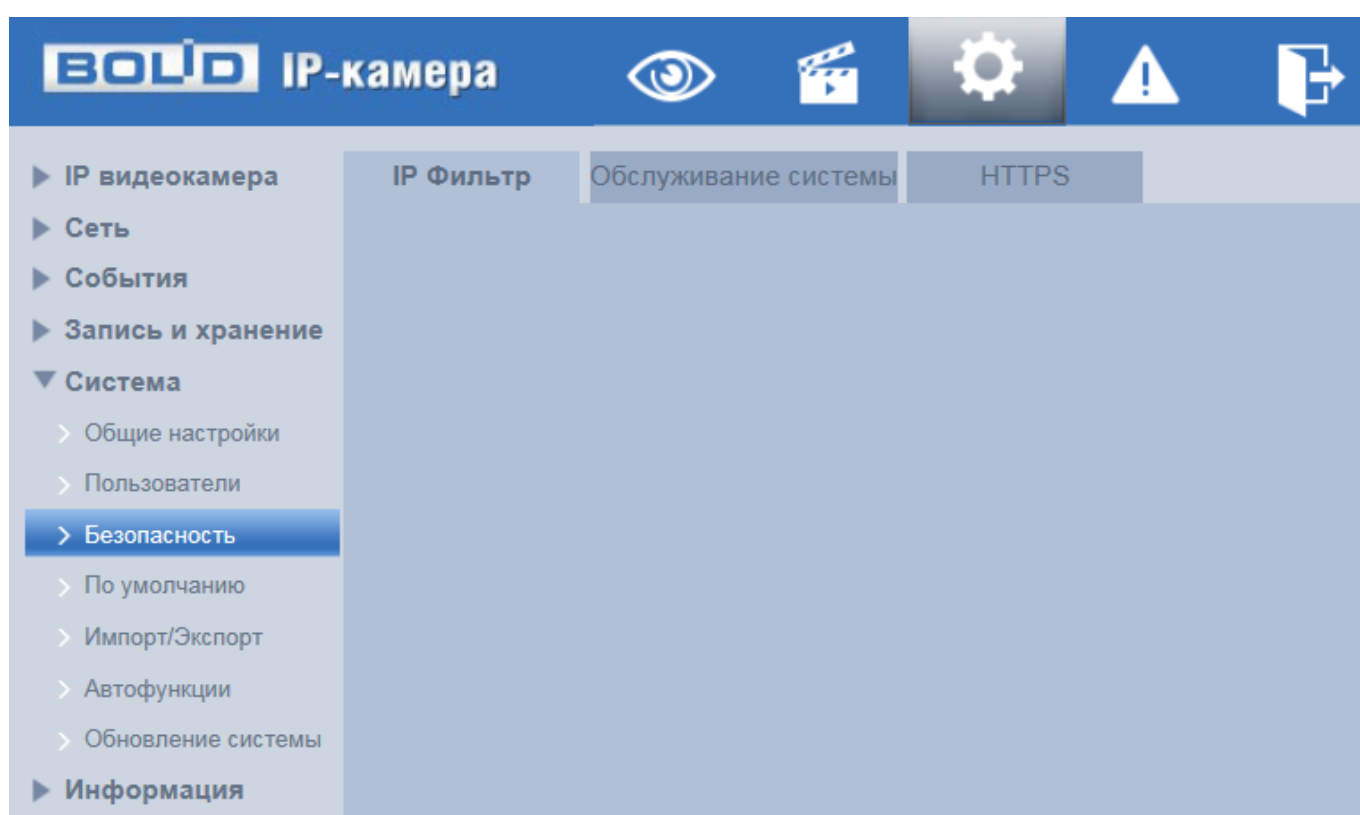 BOLID IP-камера
IP видеокамера
Сеть
События
Запись и хранение
Система
Общие настройки
Пользователи
Безопасность
По умолчанию
Импорт/Экспорт
Автофункции
Обновление системы
Информация
IP Фильтр
Обслуживание системы
HTTPS